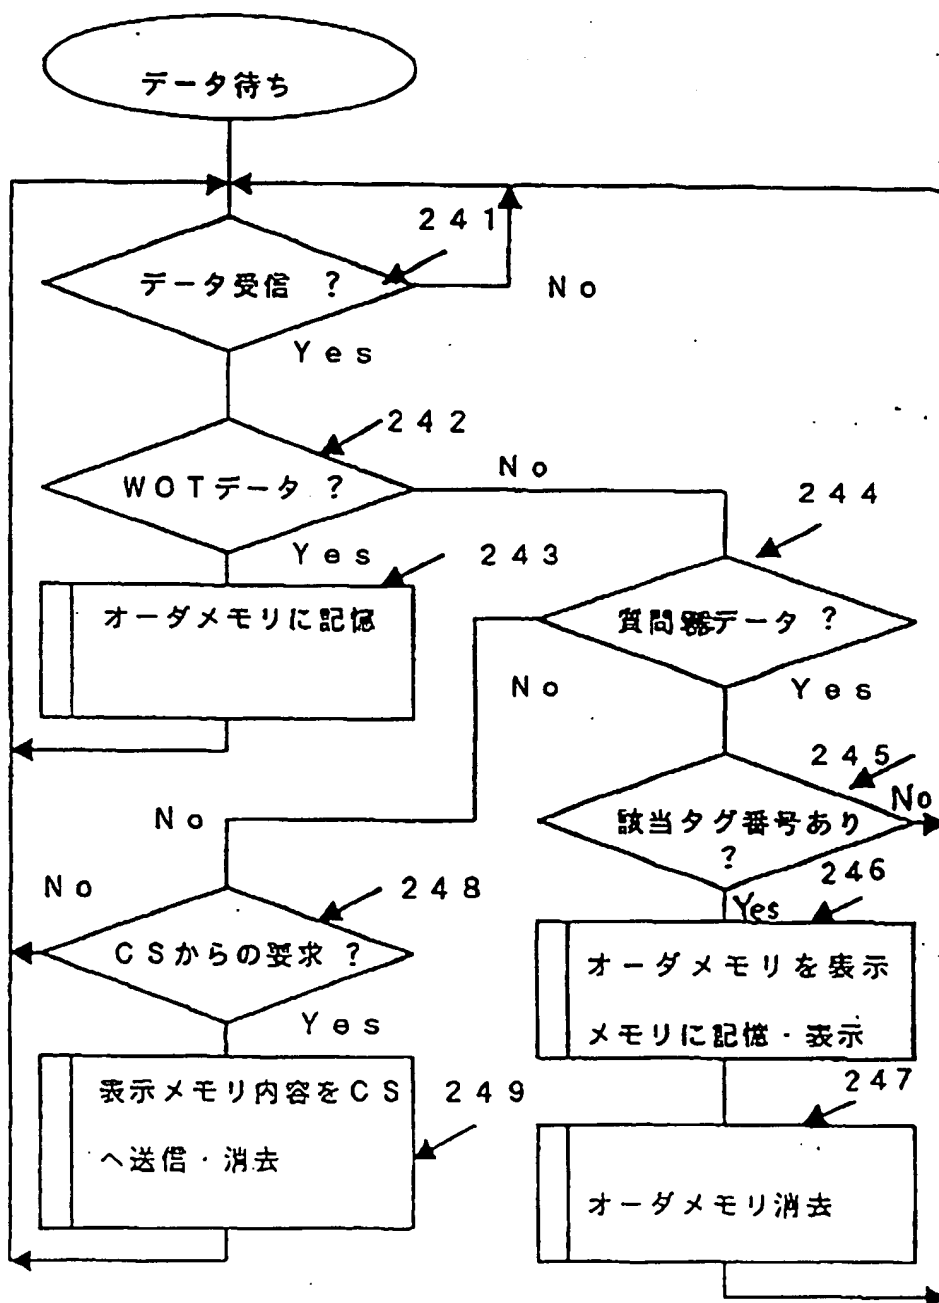 データ待ち
241
データ受信 ?
No
Yes
242
WOTデータ ?
No
Yes
243
オーダメモリに記憶
244
質問器データ ?
No
Yes
245
該当タグ番号あり
?
No
Yes
No
No
248
CSからの要求 ?
Yes
246
オーダメモリを表示
メモリに記憶・表示
249
表示メモリ内容をCS
へ送信・消去
247
オーダメモリ消去